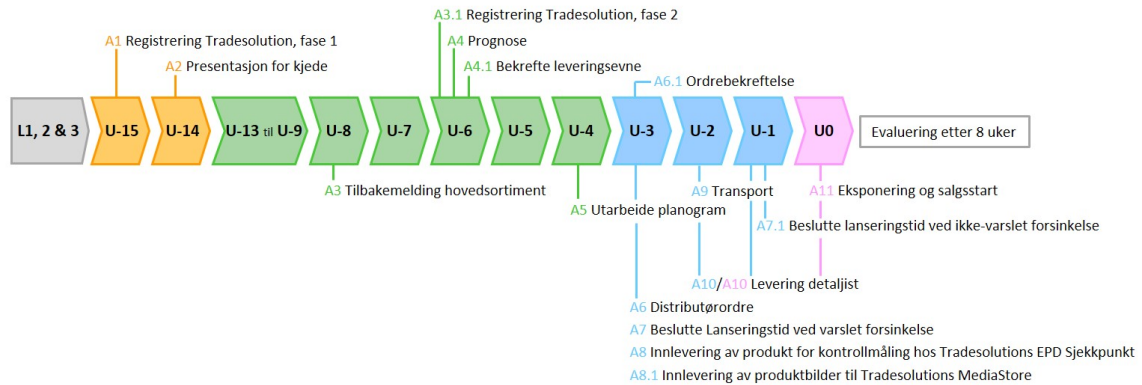 A3.1 Registrering Tradesolution, fase 2
A1 Registrering Tradesolution, fase 1
A4 Prognose
A2 Presentasjon for kjede
A4.1 Bekrefte leveringsevne
A6.1 Ordrebekreftelse
L1, 2 & 3
U-15
U-14
U-13 til U-9
U-8
U-7
U-6
U-5
U-4
U-3
U-2
U-1
U0
Evaluering etter 8 uker
A3 Tilbakemelding hovedsortiment
A9 Transport
A11 Eksponering og salgsstart
A5 Utarbeide planogram
A7.1 Beslutte lanseringstid ved ikke-varslet forsinkelse
A10/A10 Levering detaljist
A6 Distributørordre
A7 Beslutte Lanseringstid ved varslet forsinkelse
A8 Innlevering av produkt for kontrollmåling hos Tradesolutions EPD Sjekkpunkt
A8.1 Innlevering av produktbilder til Tradesolutions MediaStore